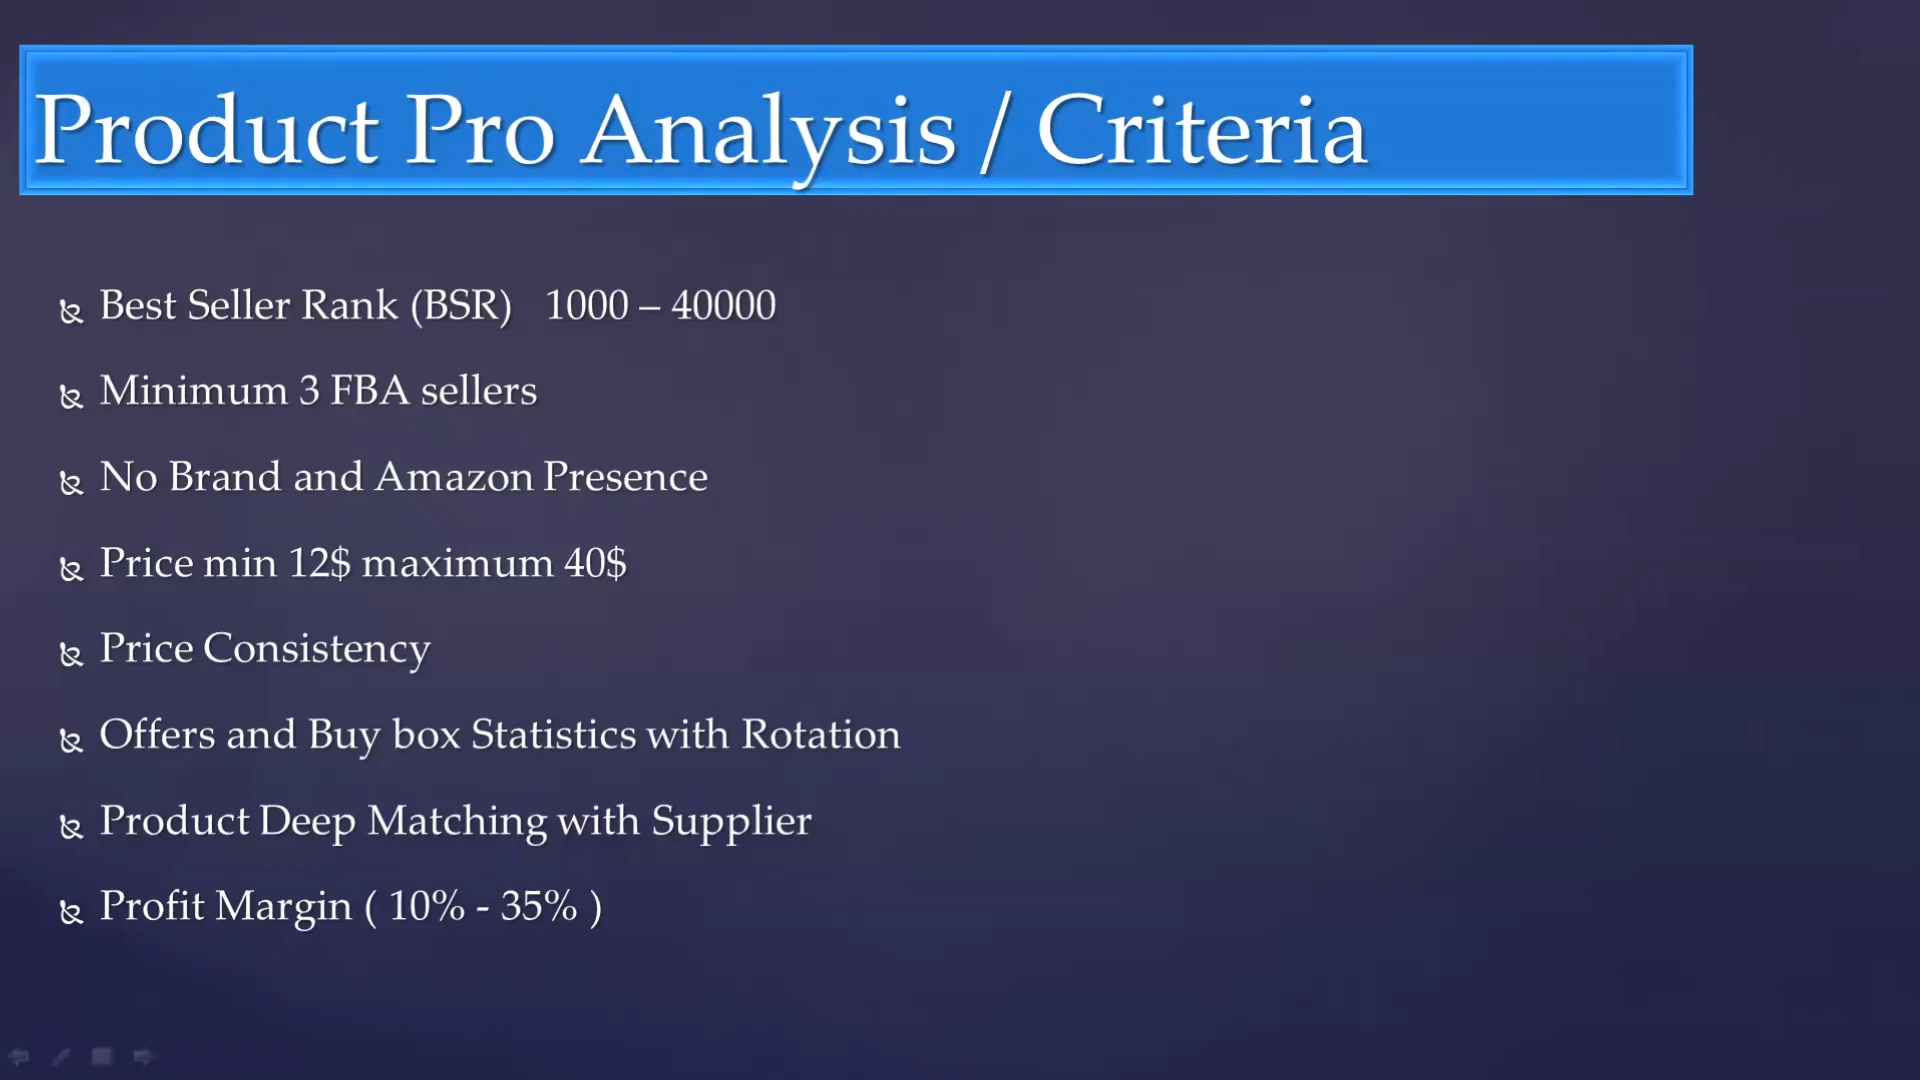 Product Pro Analysis / Criteria
Best Seller Rank (BSR) 1000 – 40000
Minimum 3 FBA sellers
No Brand and Amazon Presence
Price min 12$ maximum 40$
Price Consistency
Offers and Buy box Statistics with Rotation
Product Deep Matching with Supplier
Profit Margin ( 10% - 35% )